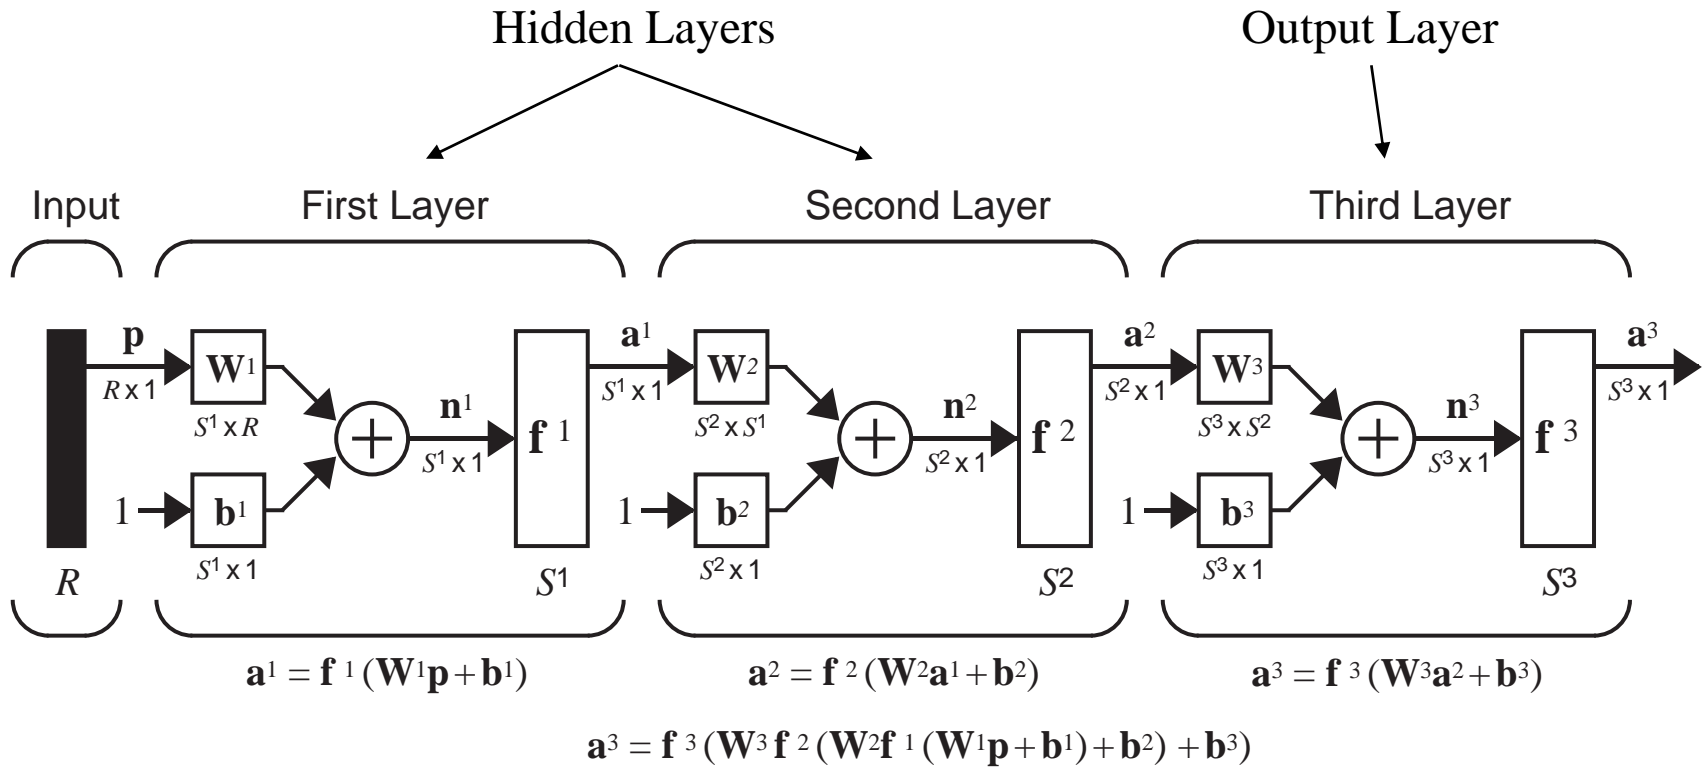 Hidden Layers Output Layer
Input First Layer Second Layer Third Layer
p a¹ a² a³
W¹ W² W³
R x 1 S¹ x 1 S² x 1 S³ x 1
S¹ x R n¹ S² x S¹ n² S³ x S² n³
f ¹ f ² f ³
S¹ x 1 S² x 1 S³ x 1
1 b¹ 1 b² 1 b³
S¹ x 1 S² x 1 S³ x 1
R S¹ S² S³
a¹ = f ¹ (W¹p + b¹) a² = f ² (W²a¹ + b²) a³ = f ³ (W³a² + b³)
a³ = f ³ (W³ f ² (W²f ¹ (W¹p + b¹) + b²) + b³)